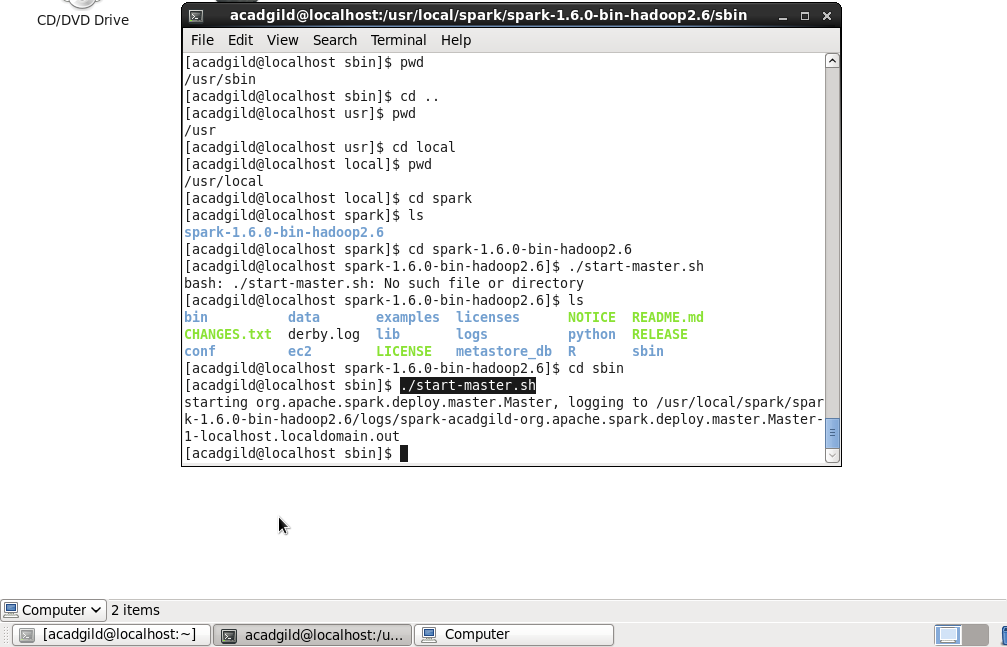 CD/DVD Drive
acadgild@localhost:/usr/local/spark/spark-1.6.0-bin-hadoop2.6/sbin
File Edit View Search Terminal Help
[acadgild@localhost sbin]$ pwd
/usr/sbin
[acadgild@localhost sbin]$ cd ..
[acadgild@localhost usr]$ pwd
/usr
[acadgild@localhost usr]$ cd local
[acadgild@localhost local]$ pwd
/usr/local
[acadgild@localhost local]$ cd spark
[acadgild@localhost spark]$ ls
spark-1.6.0-bin-hadoop2.6
[acadgild@localhost spark]$ cd spark-1.6.0-bin-hadoop2.6
[acadgild@localhost spark-1.6.0-bin-hadoop2.6]$ ./start-master.sh
bash: ./start-master.sh: No such file or directory
[acadgild@localhost spark-1.6.0-bin-hadoop2.6]$ ls
bin data examples licenses NOTICE README.md
CHANGES.txt derby.log lib logs python RELEASE
conf ec2 LICENSE metastore_db R sbin
[acadgild@localhost spark-1.6.0-bin-hadoop2.6]$ cd sbin
[acadgild@localhost sbin]$ ./start-master.sh
starting org.apache.spark.deploy.master.Master, logging to /usr/local/spark/spar
k-1.6.0-bin-hadoop2.6/logs/spark-acadgild-org.apache.spark.deploy.master.Master-
1-localhost.localdomain.out
[acadgild@localhost sbin]$
Computer 2 items
[acadgild@localhost:~] acadgild@localhost:/u... Computer